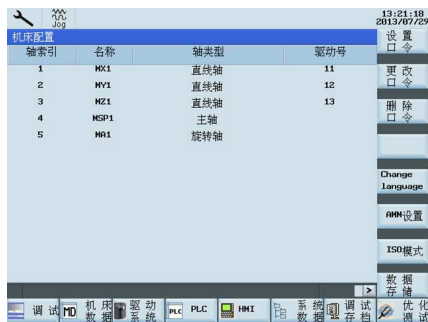 Jog
13:21:18
2013/07/29
机床配置
轴索引 名称 轴类型 驱动号
1 MX1 直线轴 11
2 MY1 直线轴 12
3 MZ1 直线轴 13
4 MSP1 主轴
5 MA1 旋转轴
设置
口令
更改
口令
删除
口令
Change
language
AMM设置
ISO模式
数据
存储
调试
MD 机床
数据
驱动
系统
PLC PLC
HMI
系统
数据
调试
存档
优化
测试